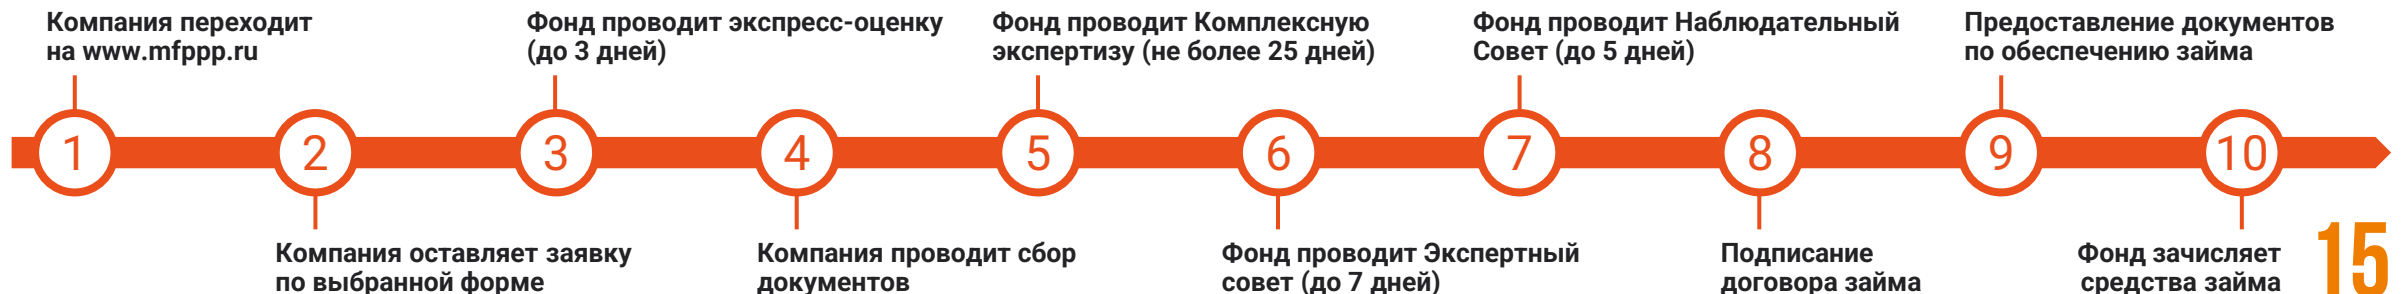 Компания переходит
на www.mfppp.ru
Фонд проводит экспресс-оценку
(до 3 дней)
Фонд проводит Комплексную
экспертизу (не более 25 дней)
Фонд проводит Наблюдательный
Совет (до 5 дней)
Предоставление документов
по обеспечению займа
1
2
3
4
5
6
7
8
9
10
Компания оставляет заявку
по выбранной форме
Компания проводит сбор
документов
Фонд проводит Экспертный
совет (до 7 дней)
Подписание
договора займа
Фонд зачисляет
средства займа
15